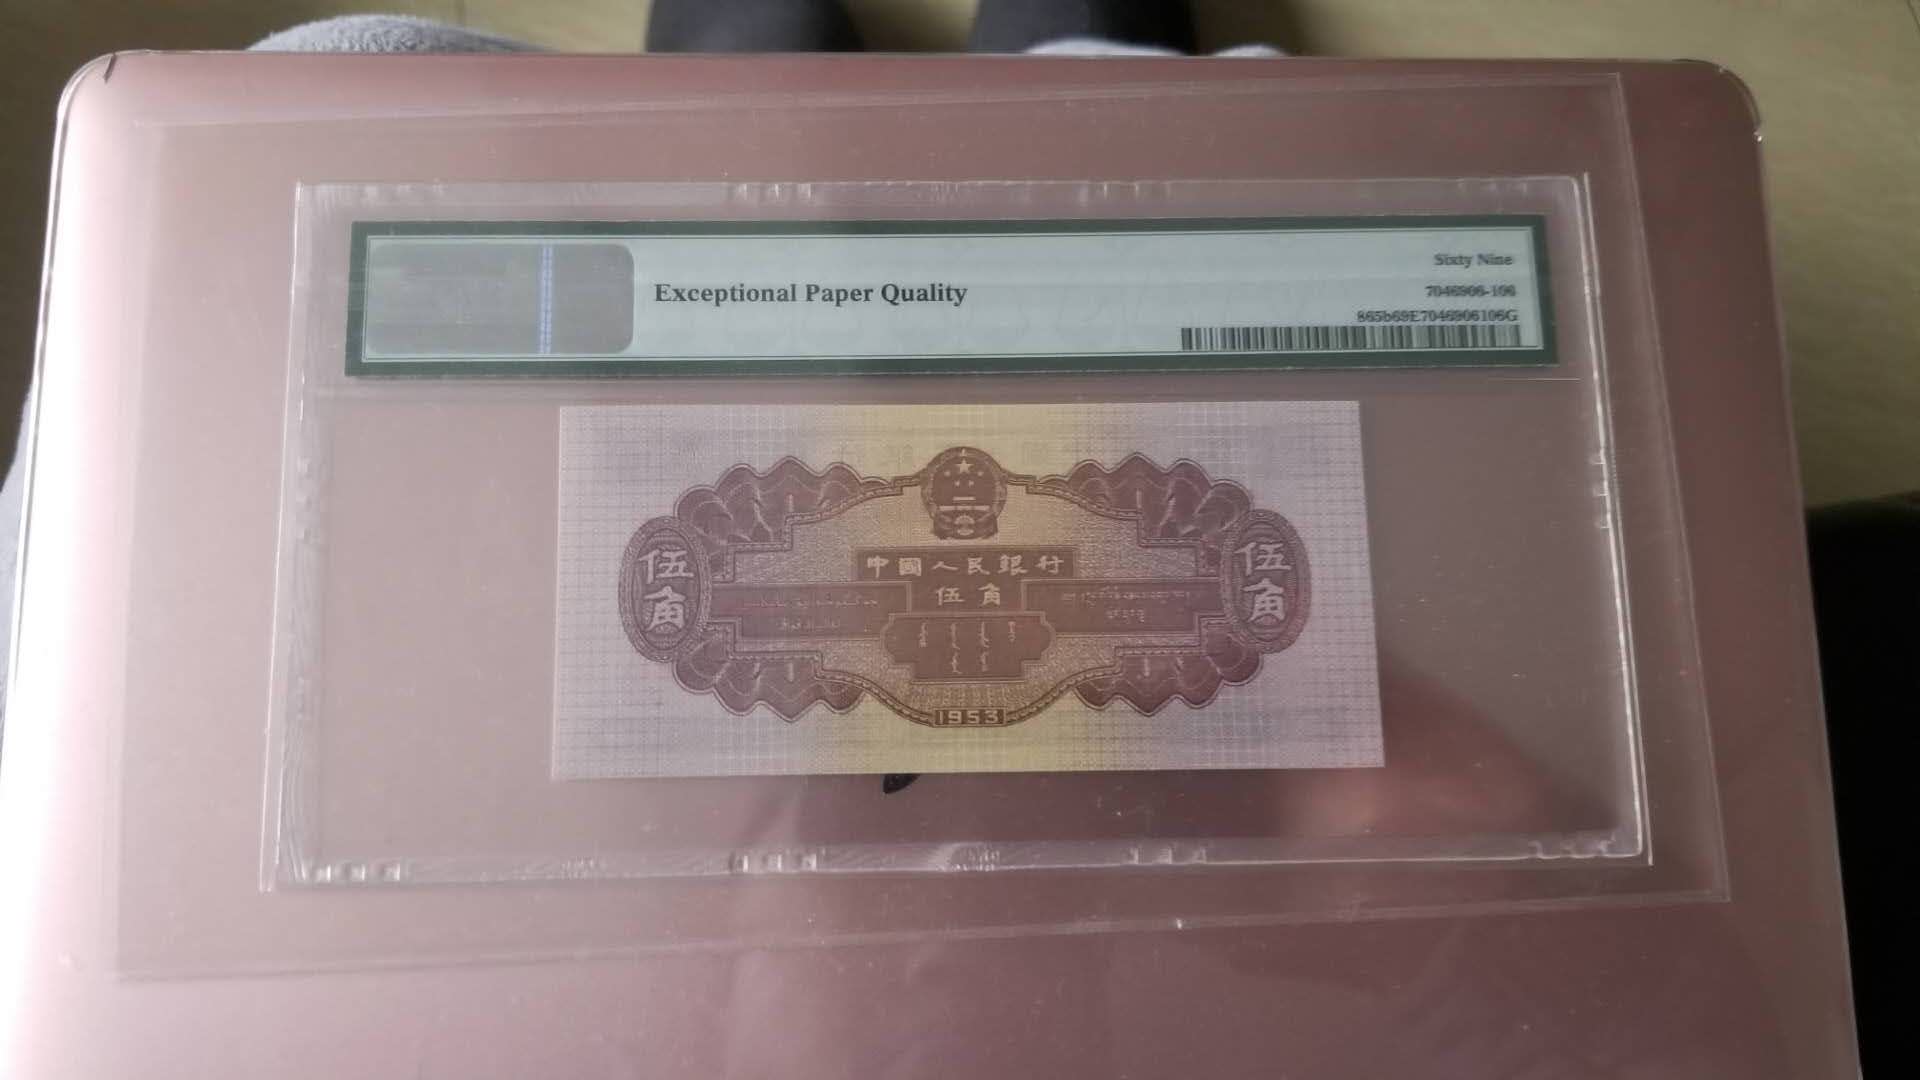 Exceptional Paper Quality
Sixty Nine
7046906-106
865b69E7046906106G
中國人民銀行
伍角
伍角
伍角
1953